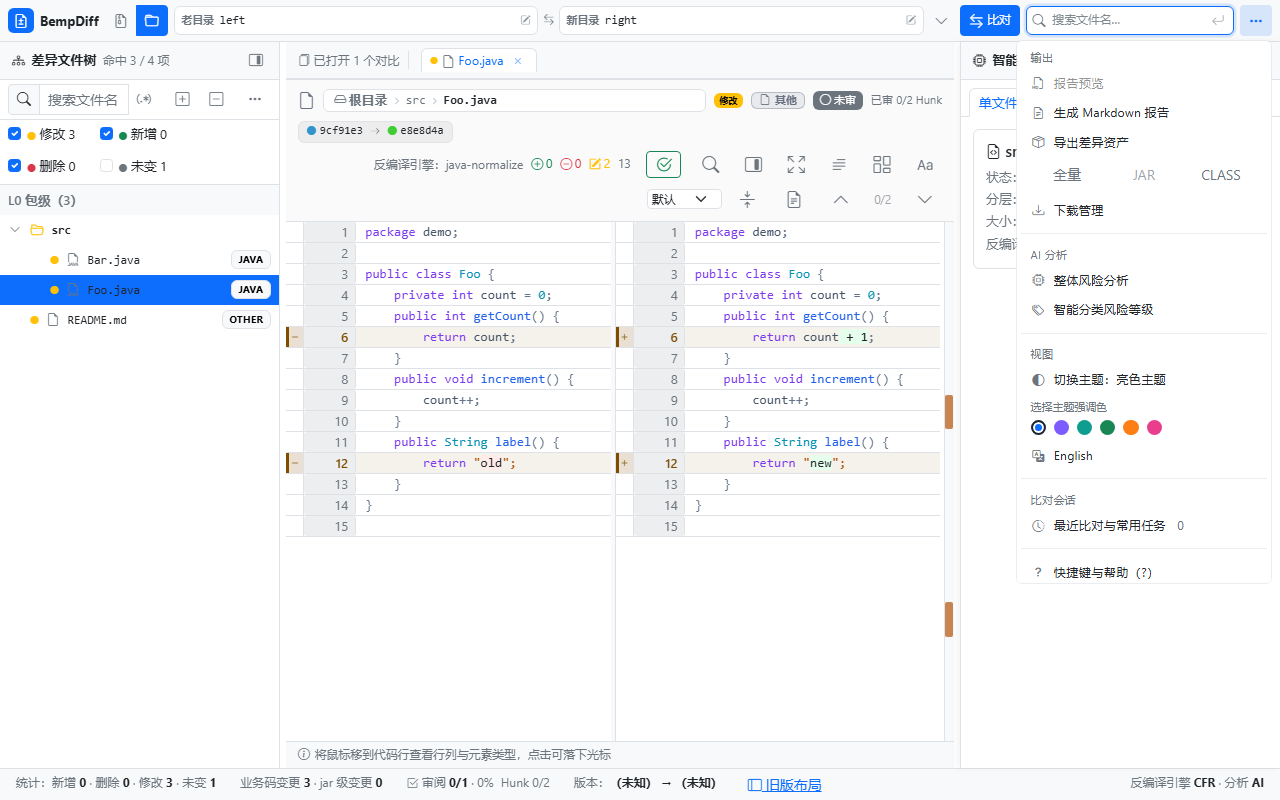 BempDiff
老目录 left
新目录 right
比对
搜索文件名...
差异文件树 命中 3 / 4 项
搜索文件名
(.*)
修改 3
新增 0
删除 0
未变 1
L0 包级 (3)
src
Bar.java JAVA
Foo.java JAVA
README.md OTHER
已打开 1 个对比
Foo.java ×
根目录 › src › Foo.java
修改
其他
未审
已审 0/2 Hunk
9cf91e3 → e8e8d4a
反编译引擎: java-normalize 0 0 2 13
Aa
默认
0/2
1 package demo;
2
3 public class Foo {
4 private int count = 0;
5 public int getCount() {
− 6 return count;
7 }
8 public void increment() {
9 count++;
10 }
11 public String label() {
− 12 return "old";
13 }
14 }
15
1 package demo;
2
3 public class Foo {
4 private int count = 0;
5 public int getCount() {
+ 6 return count + 1;
7 }
8 public void increment() {
9 count++;
10 }
11 public String label() {
+ 12 return "new";
13 }
14 }
15
将鼠标移到代码行查看行列与元素类型，点击可落下光标
智能
单文件
状态:
分层:
大小:
输出
报告预览
生成 Markdown 报告
导出差异资产
全量 JAR CLASS
下载管理
AI 分析
整体风险分析
智能分类风险等级
视图
切换主题：亮色主题
选择主题强调色
English
比对会话
最近比对与常用任务 0
? 快捷键与帮助 (?)
统计: 新增 0 · 删除 0 · 修改 3 · 未变 1
业务码变更 3 · jar 级变更 0
审阅 0/1 · 0% Hunk 0/2
版本: (未知) → (未知)
旧版布局
反编译引擎 CFR · 分析 AI